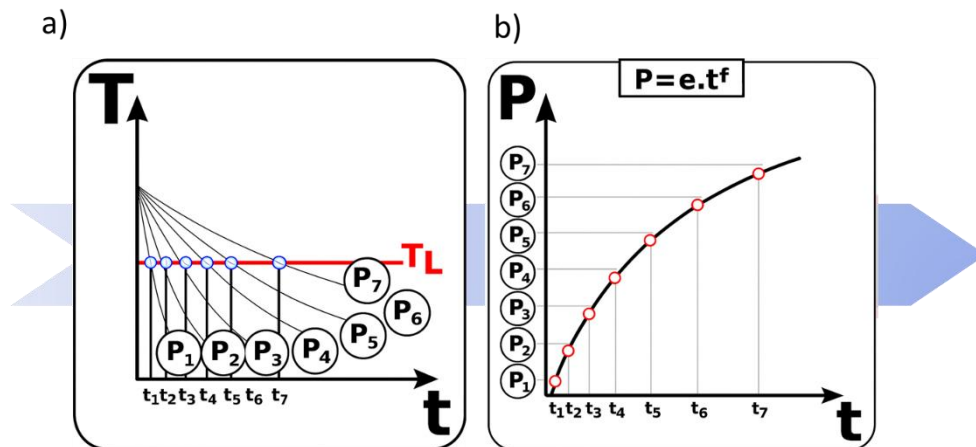 a)
T
TL
P7
P6
P5
P1 P2 P3 P4
t1 t2 t3 t4 t5 t6 t7
t
b)
P=e.tᶠ
P
P7
P6
P5
P4
P3
P2
P1
t1 t2 t3 t4 t5 t6 t7
t